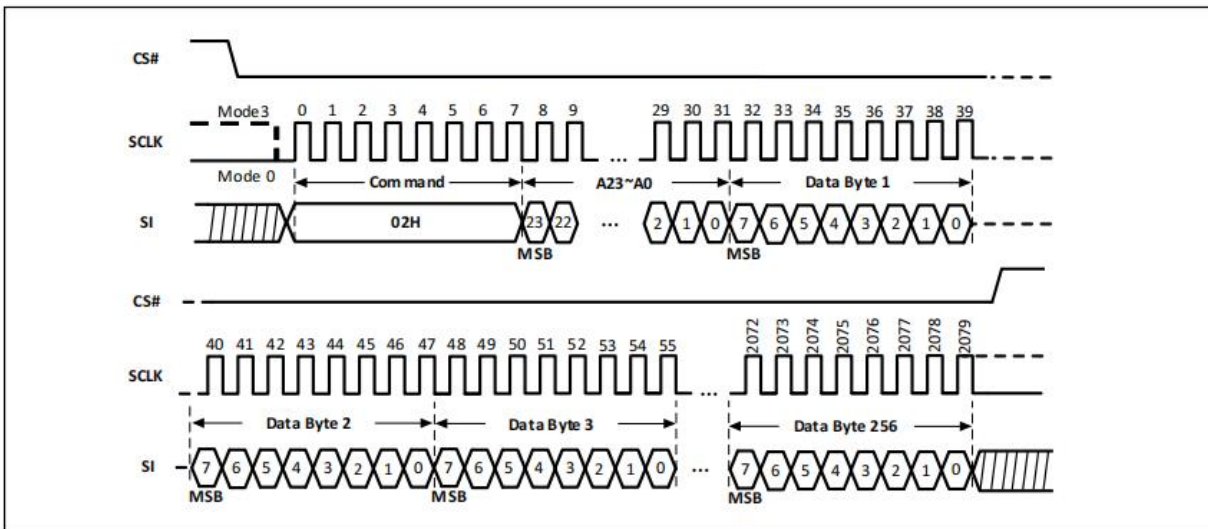 CS#
Mode3 0 1 2 3 4 5 6 7 8 9 29 30 31 32 33 34 35 36 37 38 39
SCLK ...
Mode 0 Command A23~A0 Data Byte 1
SI 02H 23 22 ... 2 1 0 7 6 5 4 3 2 1 0
MSB MSB
CS#
40 41 42 43 44 45 46 47 48 49 50 51 52 53 54 55 2072 2073 2074 2075 2076 2077 2078 2079
SCLK ...
Data Byte 2 Data Byte 3 Data Byte 256
SI 7 6 5 4 3 2 1 0 7 6 5 4 3 2 1 0 ... 7 6 5 4 3 2 1 0
MSB MSB MSB